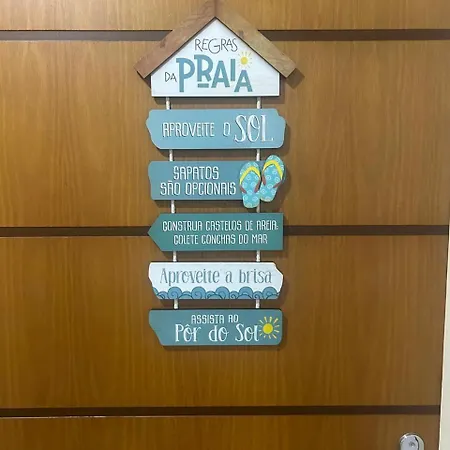 REGRAS
DA PRAIA
APROVEITE O SOL
SAPATOS
SÃO OPCIONAIS
CONSTRUA CASTELOS DE AREIA:
COLETE CONCHAS DO MAR
Aproveite a brisa
ASSISTA AO
Pôr do Sol